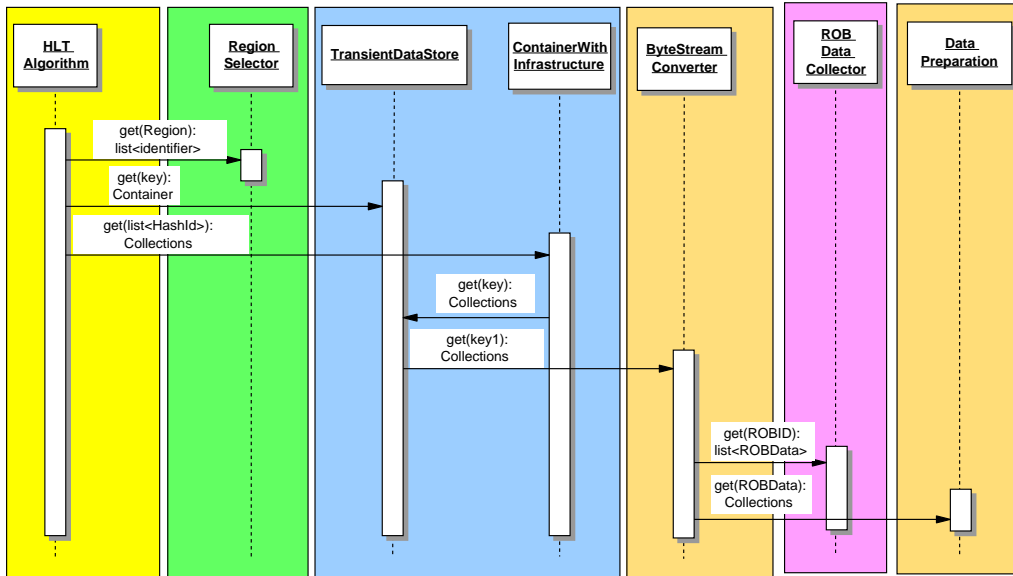 HLT
Algorithm
Region
Selector
TransientDataStore
ContainerWith
Infrastructure
ByteStream
Converter
ROB
Data
Collector
Data
Preparation
get(Region):
list<identifier>
get(key):
Container
get(list<HashId>):
Collections
get(key):
Collections
get(key1):
Collections
get(ROBID):
list<ROBData>
get(ROBData):
Collections